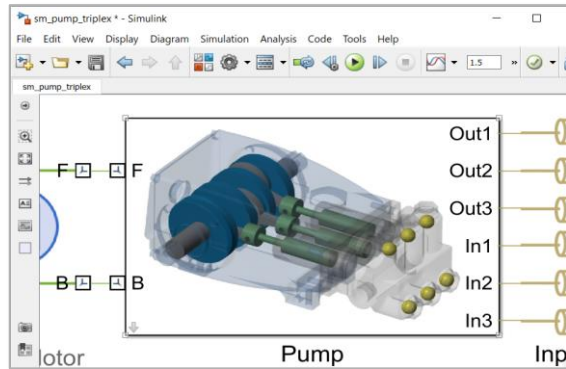 sm_pump_triplex * - Simulink
File Edit View Display Diagram Simulation Analysis Code Tools Help
1.5 »
sm_pump_triplex
Out1
F F Out2
Out3
In1
B B In2
In3
otor Pump Inp